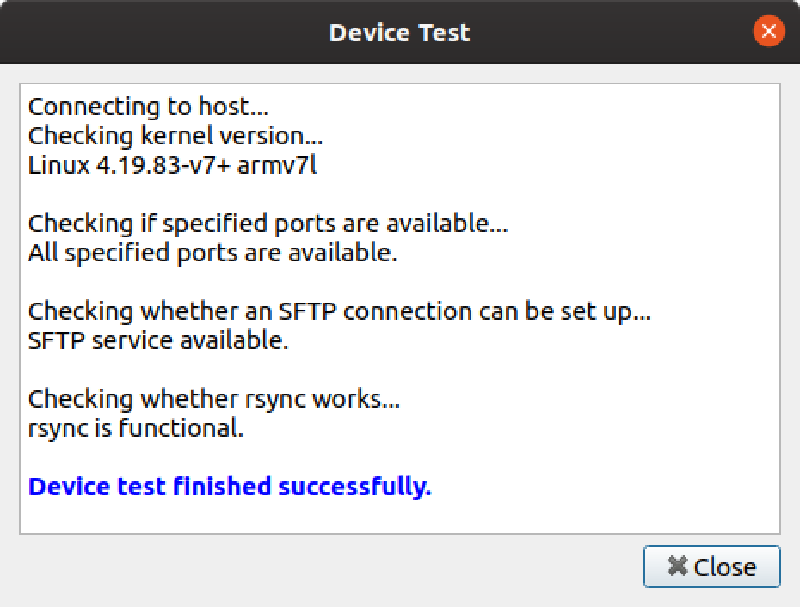 Device Test
Connecting to host...
Checking kernel version...
Linux 4.19.83-v7+ armv7l
Checking if specified ports are available...
All specified ports are available.
Checking whether an SFTP connection can be set up...
SFTP service available.
Checking whether rsync works...
rsync is functional.
Device test finished successfully.
Close